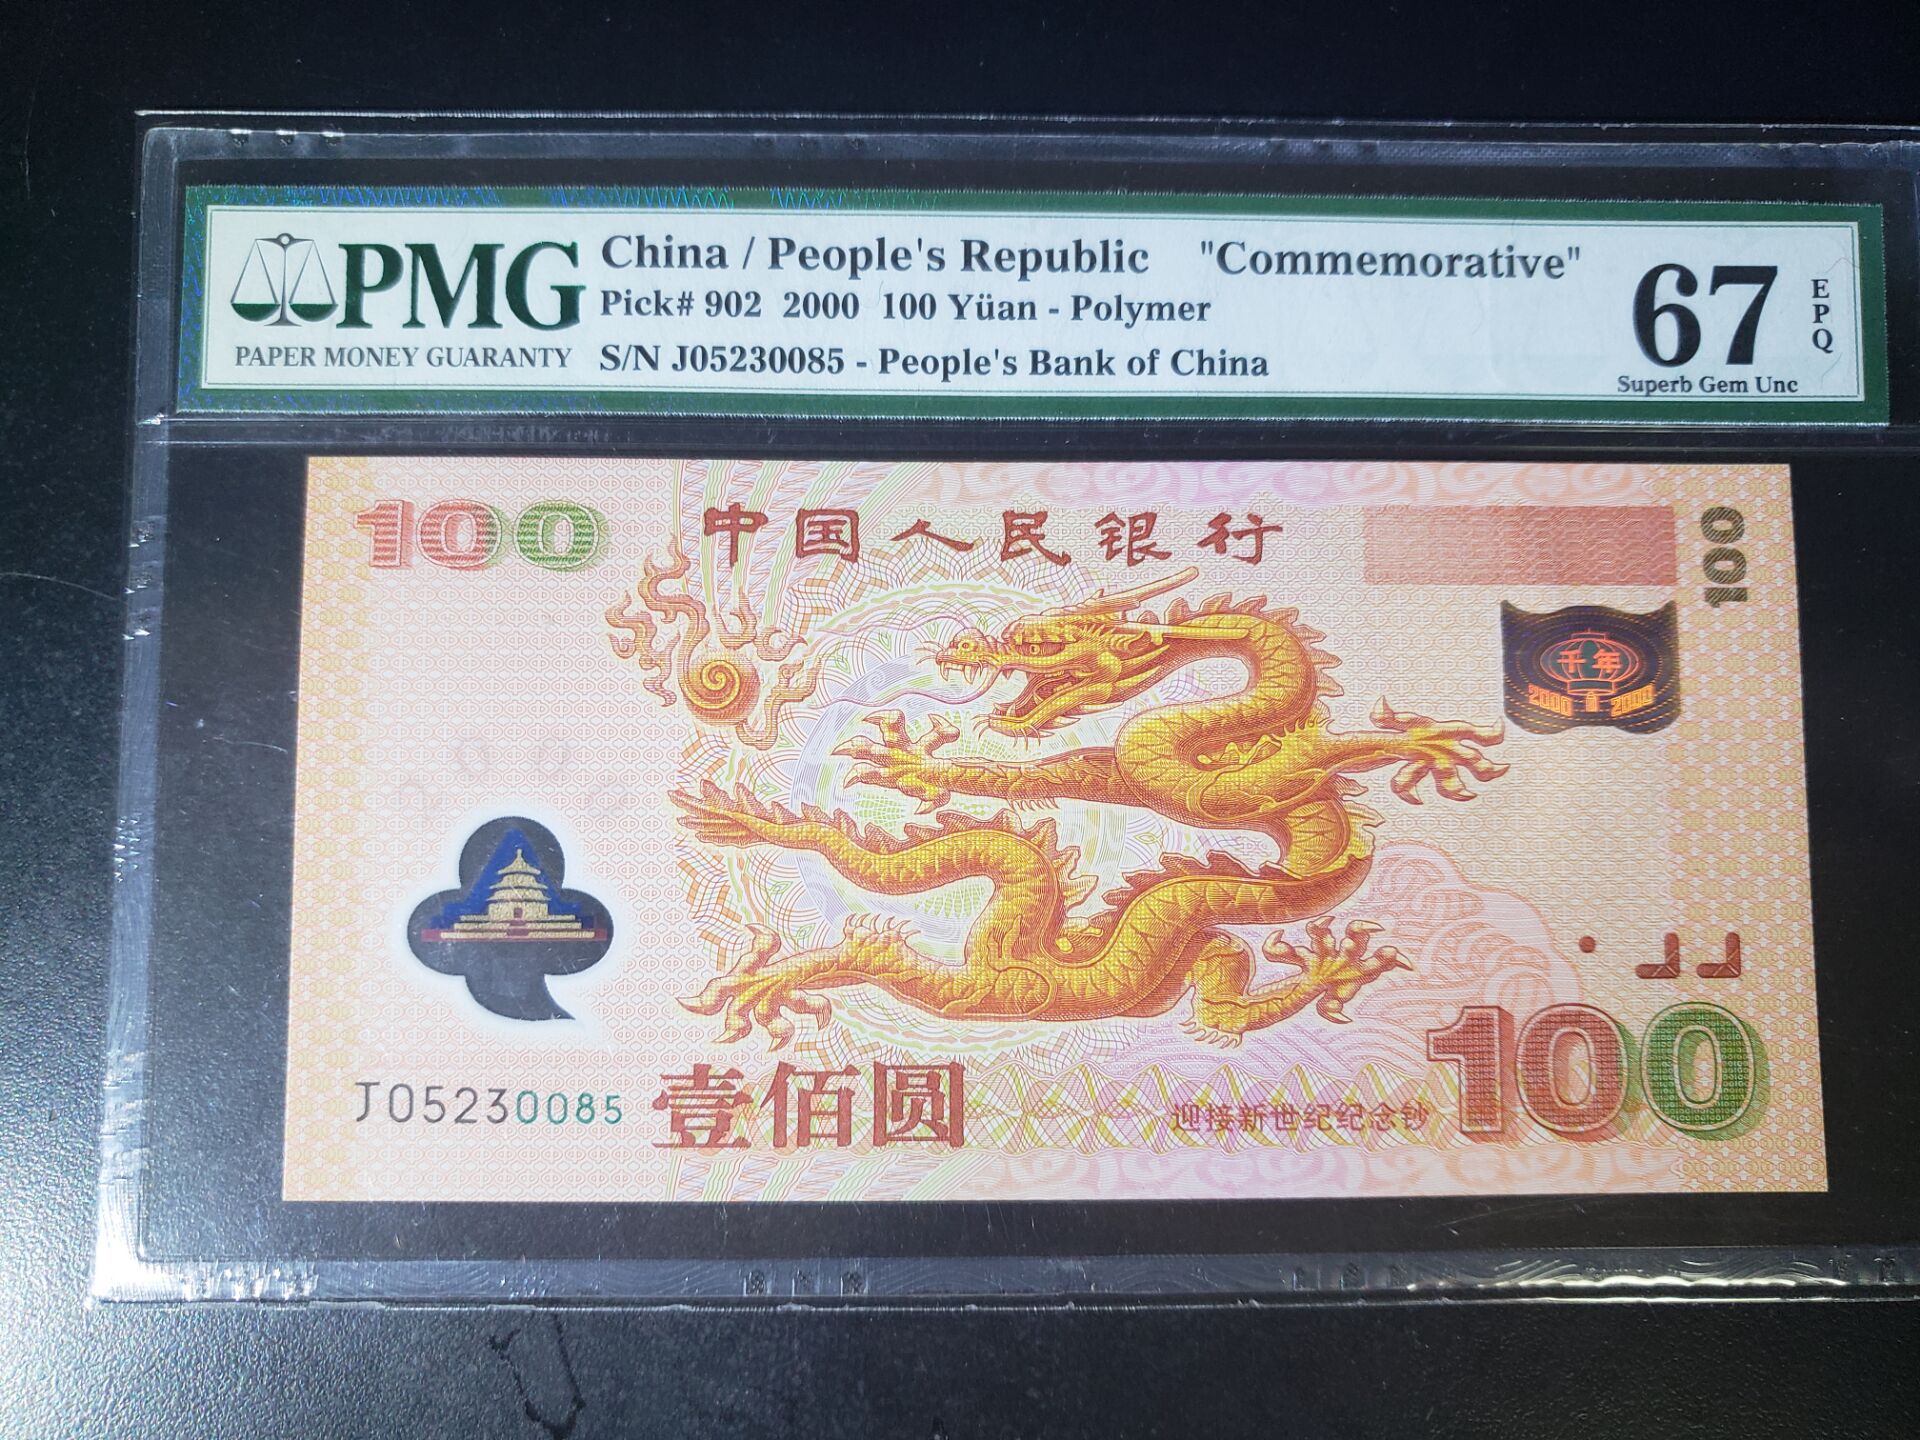 PMG
PAPER MONEY GUARANTY
China / People's Republic "Commemorative"
Pick# 902 2000 100 Yüan - Polymer
S/N J05230085 - People's Bank of China
67
EPQ
Superb Gem Unc
100
中国人民银行
100
千年
2000 2000
J05230085
壹佰圆
迎接新世纪纪念钞
100